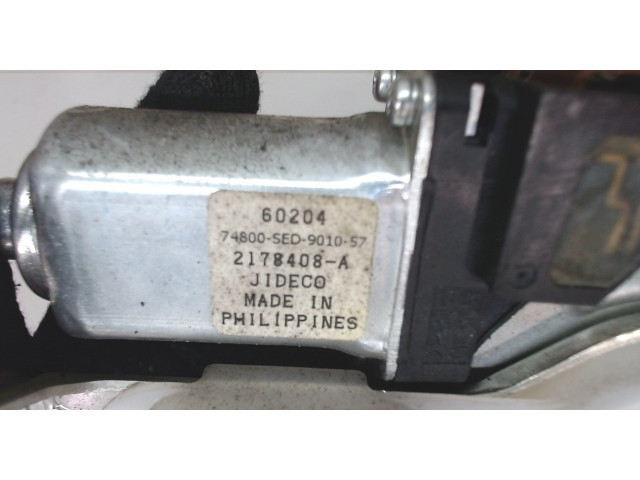 60204
74800-SED-9010-57
2178408-A
JIDECO
MADE IN
PHILIPPINES